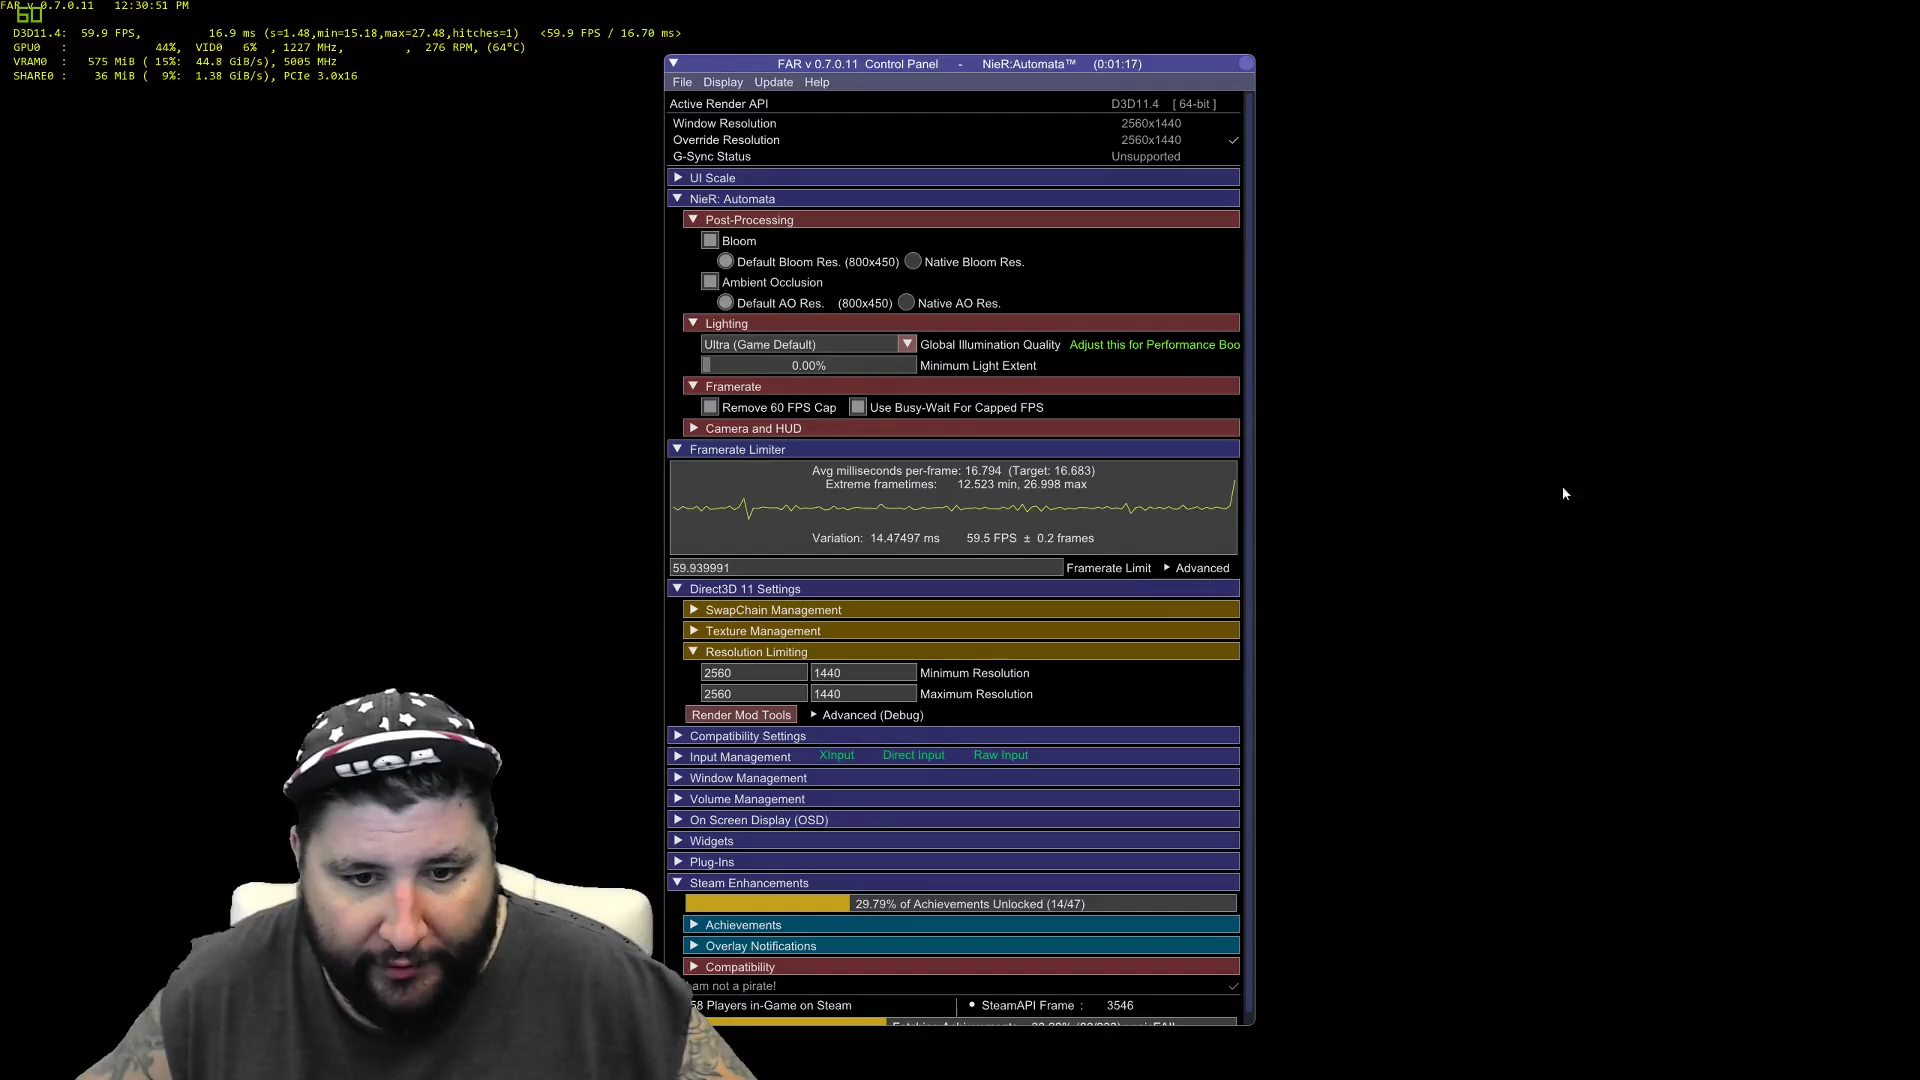 FAR v 0.7.0.11 12:30:51 PM
60
D3D11.4: 59.9 FPS, 16.9 ms (s=1.48,min=15.18,max=27.48,hitches=1) <59.9 FPS / 16.70 ms>
GPU0 : 44%, VID0 6% , 1227 MHz, , 276 RPM, (64°C)
VRAM0 : 575 MiB ( 15%: 44.8 GiB/s), 5005 MHz
SHARE0 : 36 MiB ( 9%: 1.38 GiB/s), PCIe 3.0x16
FAR v 0.7.0.11 Control Panel - NieR:Automata™ (0:01:17)
File Display Update Help
Active Render API D3D11.4 [ 64-bit ]
Window Resolution 2560x1440
Override Resolution 2560x1440
G-Sync Status Unsupported
UI Scale
NieR: Automata
Post-Processing
Bloom
Default Bloom Res. (800x450) Native Bloom Res.
Ambient Occlusion
Default AO Res. (800x450) Native AO Res.
Lighting
Ultra (Game Default) Global Illumination Quality Adjust this for Performance Boo
0.00% Minimum Light Extent
Framerate
Remove 60 FPS Cap Use Busy-Wait For Capped FPS
Camera and HUD
Framerate Limiter
Avg milliseconds per-frame: 16.794 (Target: 16.683)
Extreme frametimes: 12.523 min, 26.998 max
Variation: 14.47497 ms 59.5 FPS ± 0.2 frames
59.939991 Framerate Limit Advanced
Direct3D 11 Settings
SwapChain Management
Texture Management
Resolution Limiting
2560 1440 Minimum Resolution
2560 1440 Maximum Resolution
Render Mod Tools Advanced (Debug)
Compatibility Settings
Input Management XInput Direct Input Raw Input
Window Management
Volume Management
On Screen Display (OSD)
Widgets
Plug-Ins
Steam Enhancements
29.79% of Achievements Unlocked (14/47)
Achievements
Overlay Notifications
Compatibility
am not a pirate!
58 Players in-Game on Steam SteamAPI Frame : 3546
USA